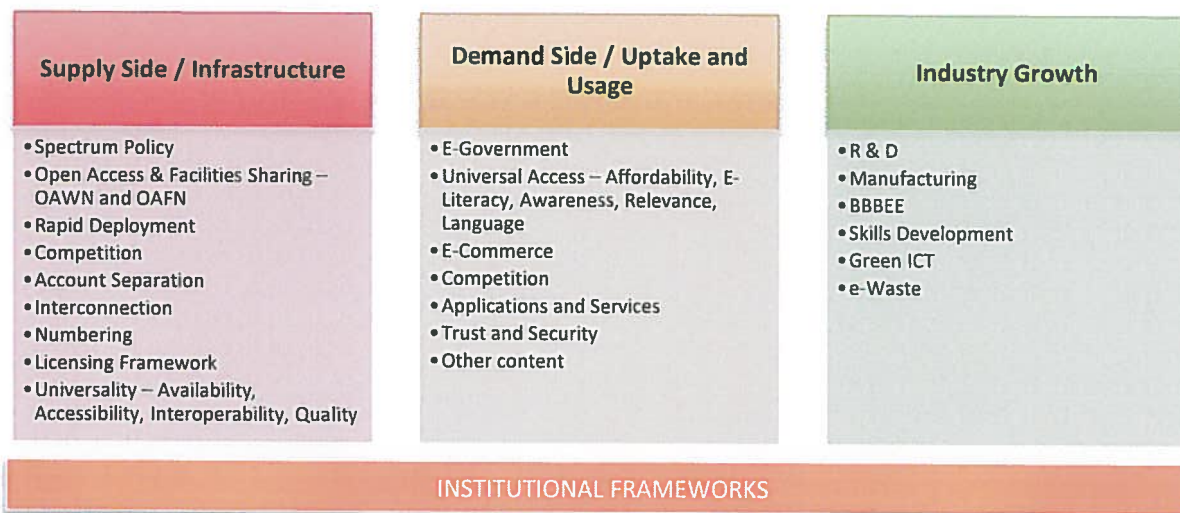 Supply Side / Infrastructure
• Spectrum Policy
• Open Access & Facilities Sharing –
OAWN and OAFN
• Rapid Deployment
• Competition
• Account Separation
• Interconnection
• Numbering
• Licensing Framework
• Universality – Availability,
Accessibility, Interoperability, Quality
Demand Side / Uptake and
Usage
• E-Government
• Universal Access – Affordability, E-
Literacy, Awareness, Relevance,
Language
• E-Commerce
• Competition
• Applications and Services
• Trust and Security
• Other content
Industry Growth
• R & D
• Manufacturing
• BBBEE
• Skills Development
• Green ICT
• e-Waste
INSTITUTIONAL FRAMEWORKS